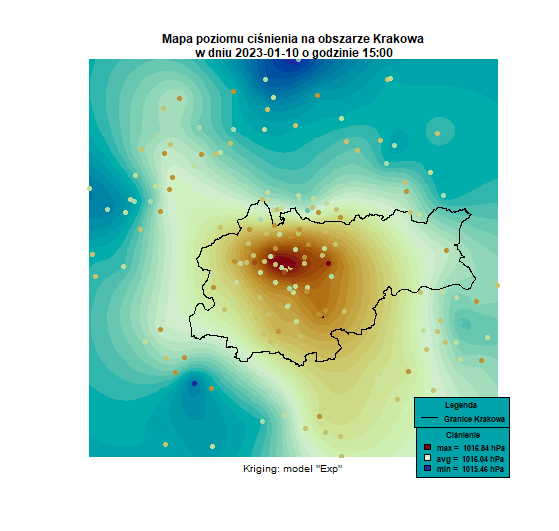 Mapa poziomu ciśnienia na obszarze Krakowa
w dniu 2023-01-10 o godzinie 15:00
Legenda
Granice Krakowa
Ciśnienie
max = 1016.84 hPa
avg = 1016.04 hPa
min = 1015.46 hPa
Kriging: model "Exp"